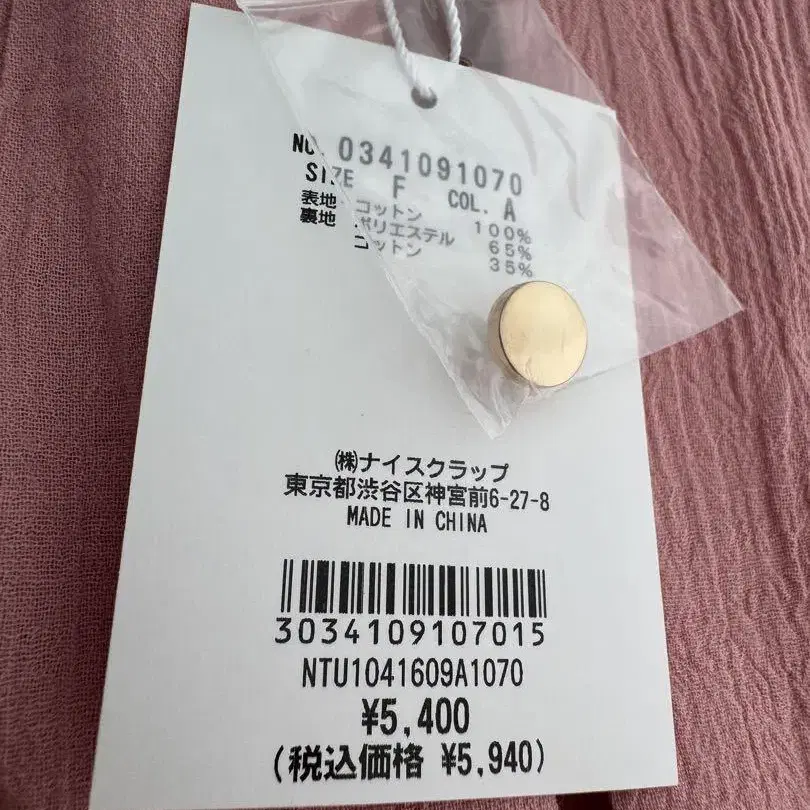 NO. 0341091070
SIZE F COL. A
表地 コットン 100%
裏地 ポリエステル 65%
コットン 35%
㈱ナイスクラップ
東京都渋谷区神宮前6-27-8
MADE IN CHINA
3034109107015
NTU1041609A1070
¥5,400
(税込価格 ¥5,940)